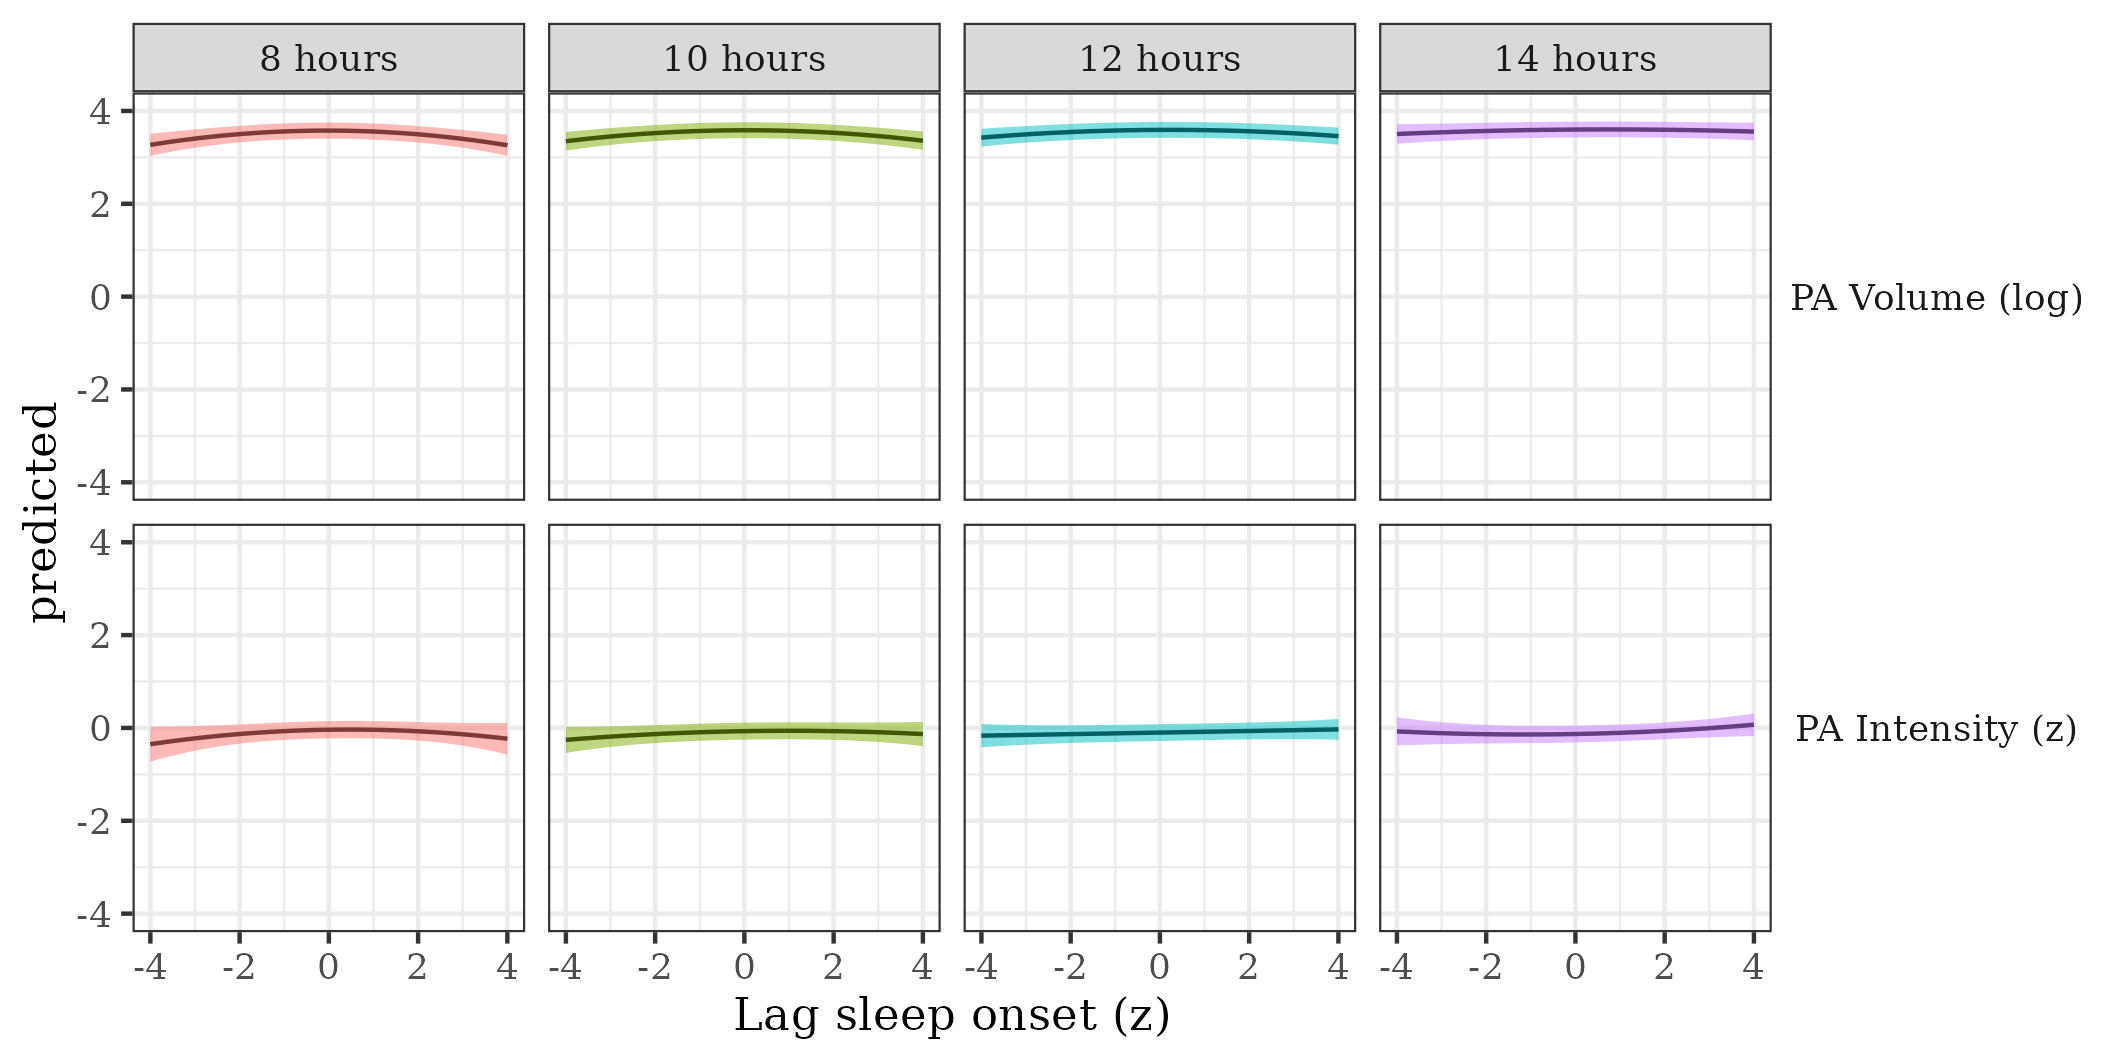 8 hours 10 hours 12 hours 14 hours
4
2
0
-2
-4
PA Volume (log)
predicted
4
2
0
-2
-4
PA Intensity (z)
-4 -2 0 2 4 -4 -2 0 2 4 -4 -2 0 2 4 -4 -2 0 2 4
Lag sleep onset (z)